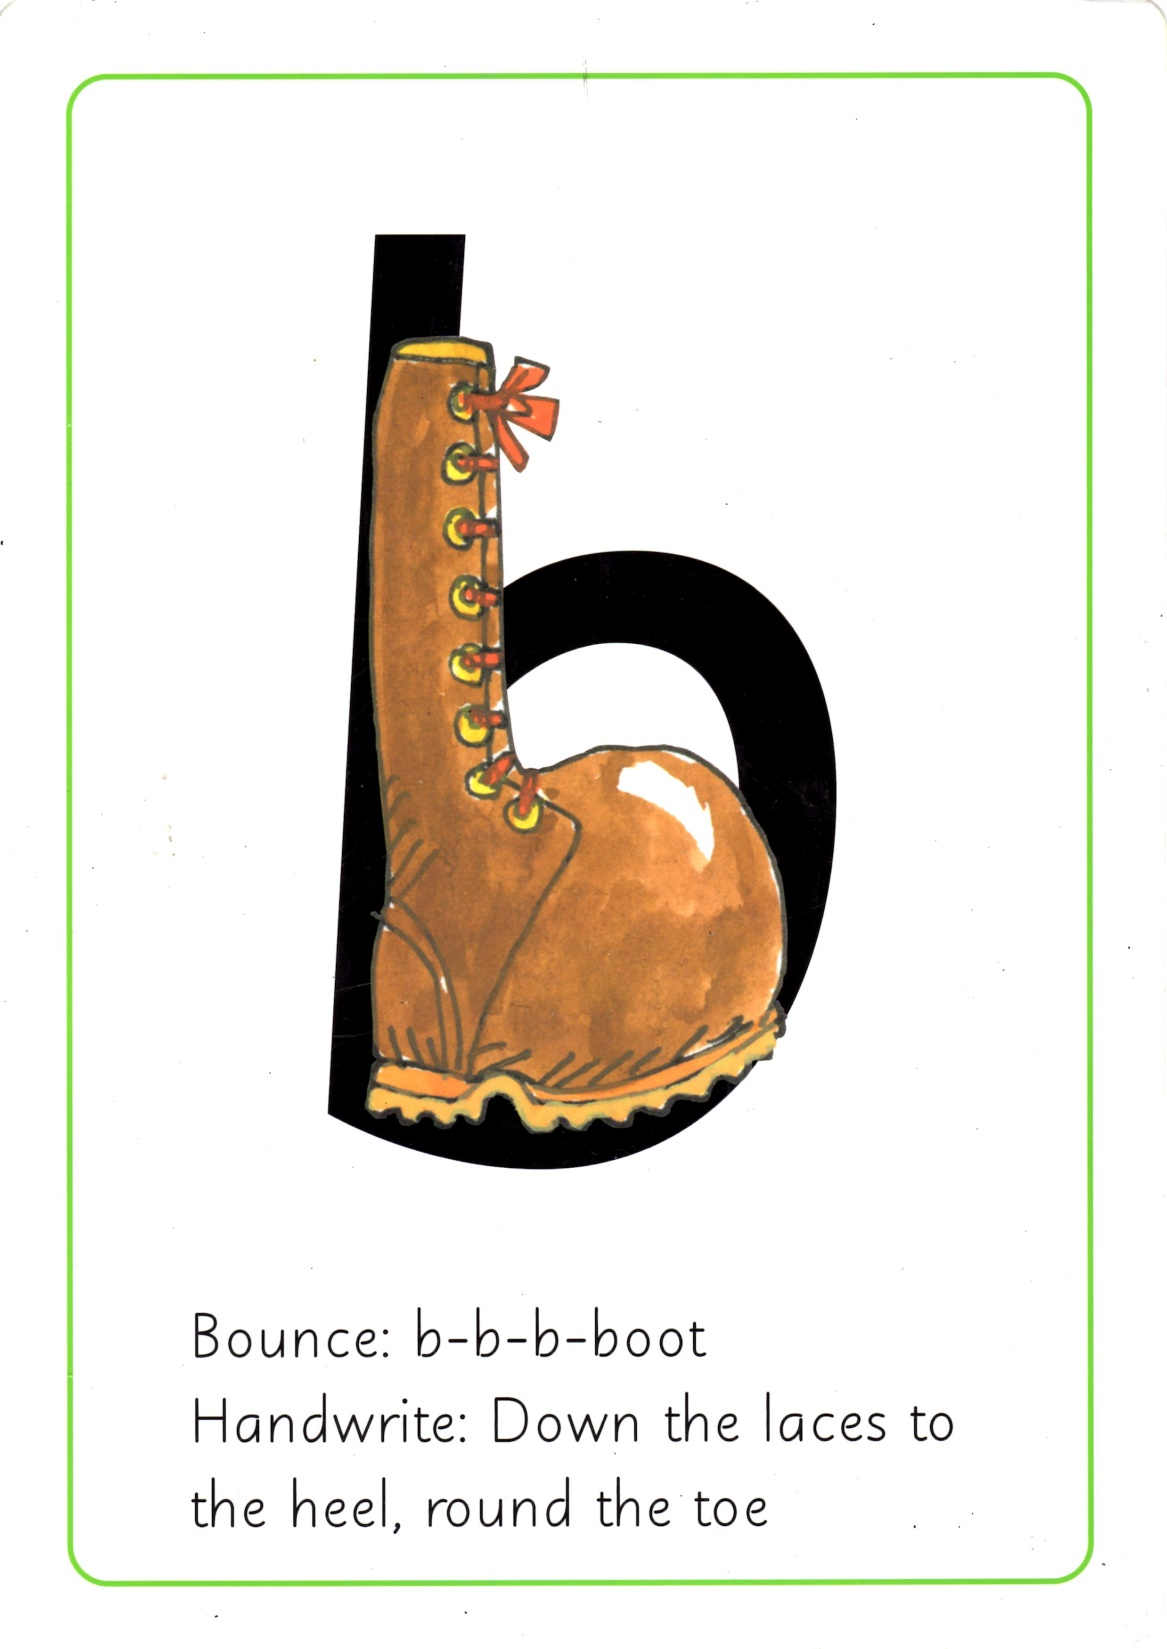 b
Bounce: b-b-b-boot
Handwrite: Down the laces to
the heel, round the toe